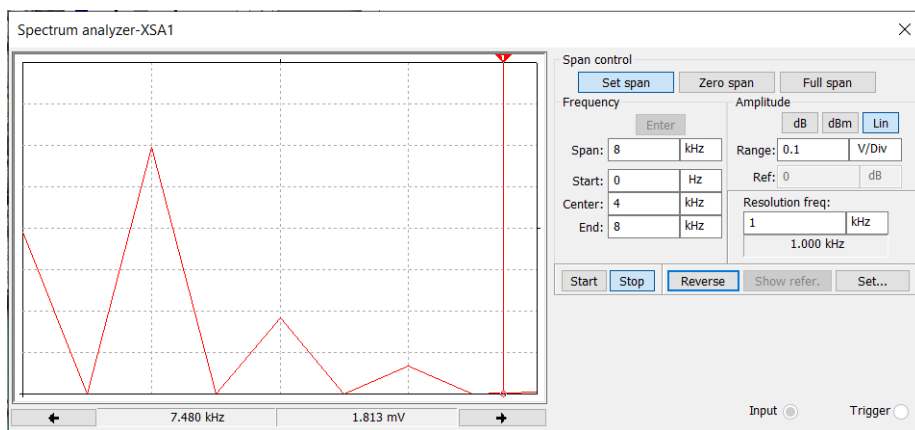 Spectrum analyzer-XSA1
1
7.480 kHz
1.813 mV
Span control
Set span
Zero span
Full span
Frequency
Enter
Span: 8 kHz
Start: 0 Hz
Center: 4 kHz
End: 8 kHz
Amplitude
dB dBm Lin
Range: 0.1 V/Div
Ref: 0 dB
Resolution freq:
1 kHz
1.000 kHz
Start Stop Reverse Show refer. Set...
Input Trigger